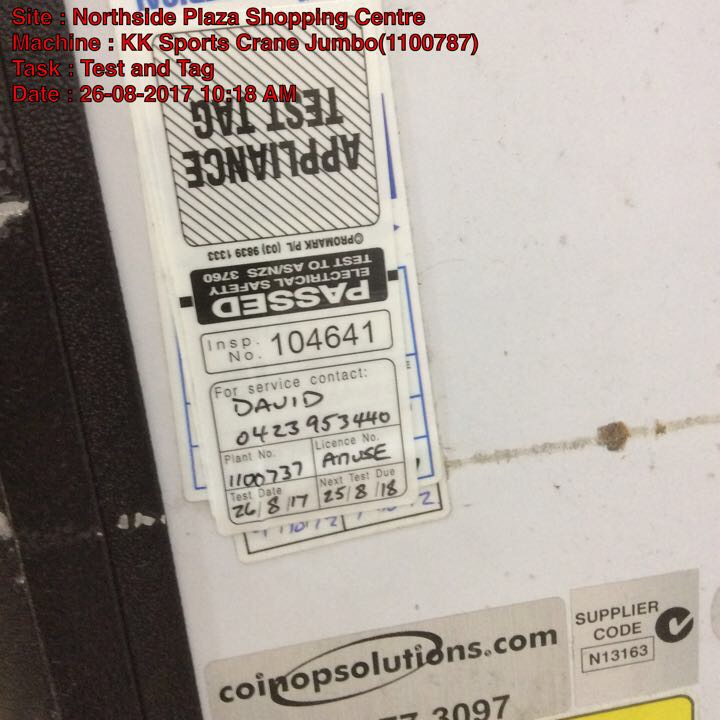 Site : Northside Plaza Shopping Centre
Machine : KK Sports Crane Jumbo(1100787)
Task : Test and Tag
Date : 26-08-2017 10:18 AM
APPLIANCE
TEST TAG
©PROMARK P/L (03) 9839 1333
PASSED
ELECTRICAL SAFETY
TEST TO AS/NZS 3760
Insp. No. 104641
For service contact:
DAVID
0423953440
Plant No. Licence No.
1100737 AMUSE
Test Date Next Test Due
26/8/17 25/8/18
coinopsolutions.com
3097
SUPPLIER
CODE
N13163